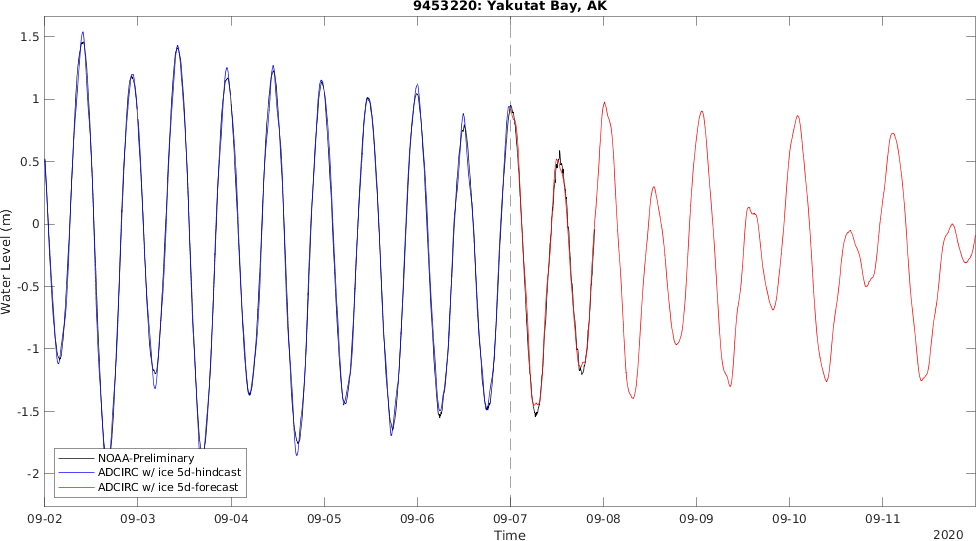 9453220: Yakutat Bay, AK
Water Level (m)
1.5
1
0.5
0
-0.5
-1
-1.5
-2
NOAA-Preliminary
ADCIRC w/ ice 5d-hindcast
ADCIRC w/ ice 5d-forecast
09-02 09-03 09-04 09-05 09-06 09-07 09-08 09-09 09-10 09-11
Time
2020